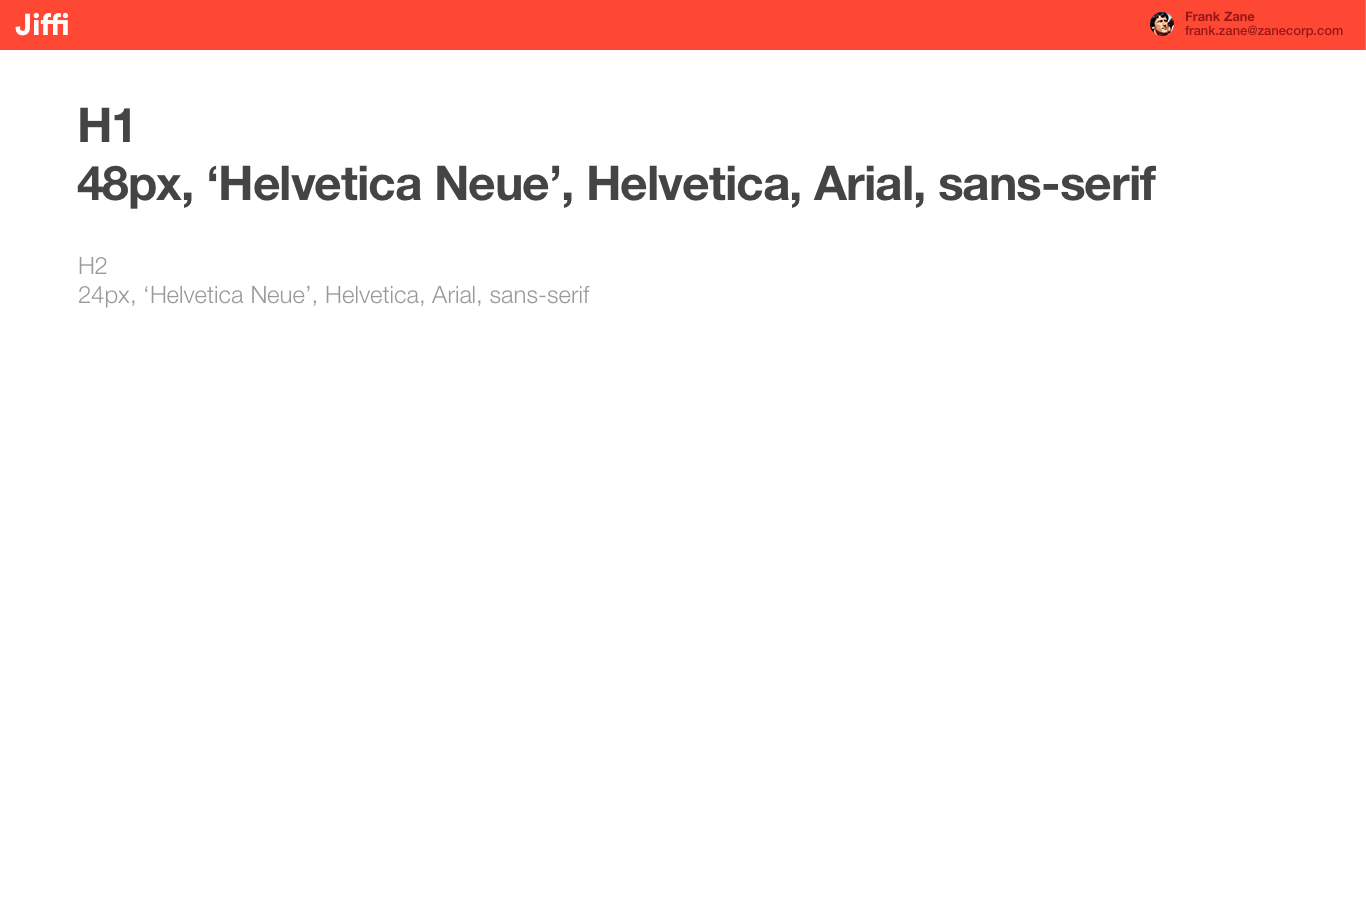 Jiffi
Frank Zane
frank.zane@zanecorp.com
H1
48px, ‘Helvetica Neue’, Helvetica, Arial, sans-serif
H2
24px, ‘Helvetica Neue’, Helvetica, Arial, sans-serif